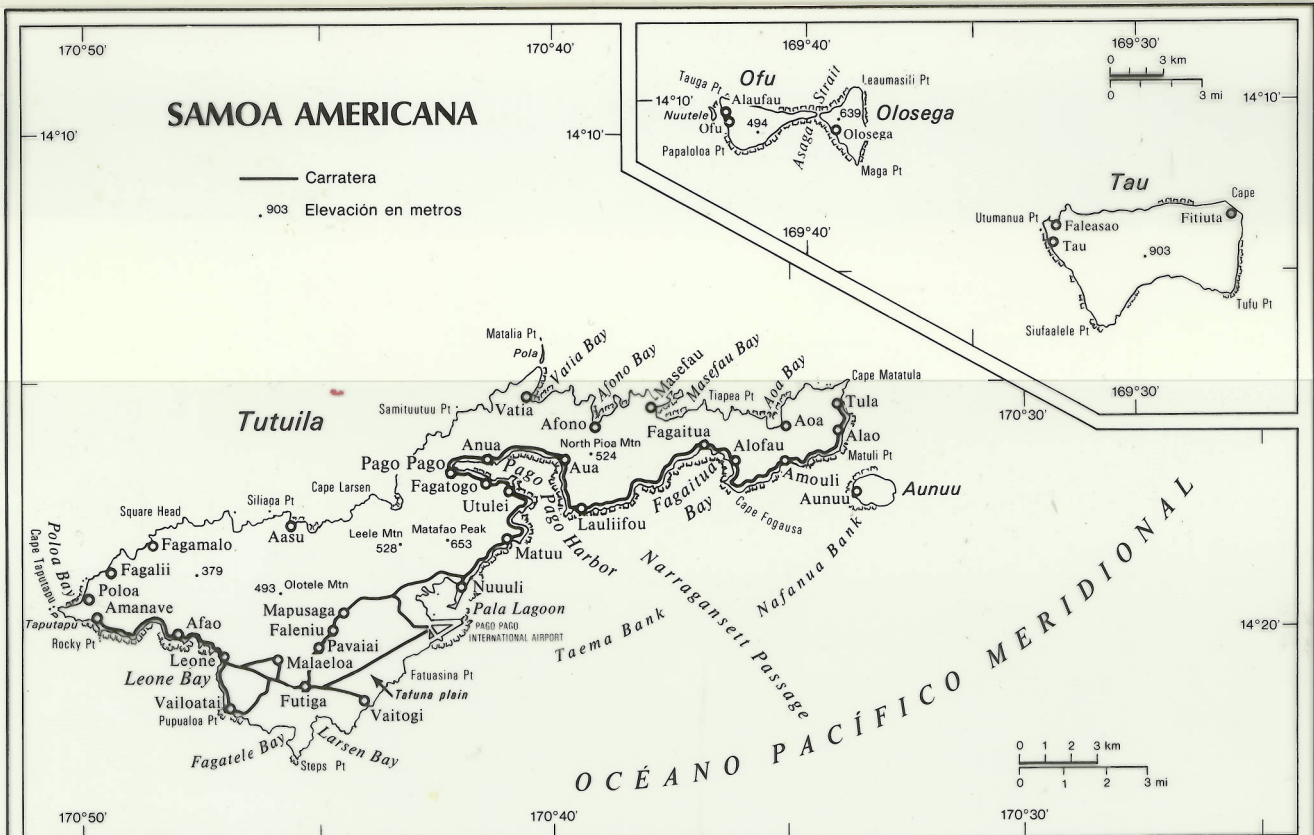 170°50'
170°40'
14°10'
SAMOA AMERICANA
Carratera
903 Elevación en metros
169°40'
169°30'
0 3 km
0 3 mi
14°10'
14°10'
Ofu
Tauga Pt
Alaufau
Nuutele
Ofu
494
Papaloloa Pt
Asaga Strait
Leaumasili Pt
639
Olosega
Olosega
Maga Pt
Tau
Cape
Utumanua Pt
Faleasao
Fitiuta
Tau
903
Tufu Pt
Siufaalele Pt
169°40'
169°30'
170°30'
Matalia Pt
Pola
Vatia Bay
Afono Bay
Masefau
Masefau Bay
Tiapea Pt
Aoa Bay
Cape Matatula
Tutuila
Samituutuu Pt
Vatia
Afono
Fagaitua
Aoa
Tula
Alao
Matuli Pt
Anua
North Pioa Mtn
524
Aua
Alofau
Amouli
Aunuu
Aunuu
Pago Pago
Fagatogo
Utulei
Pago Pago Harbor
Lauliifou
Fagaitua Bay
Cape Fogausa
Cape Larsen
Siliapa Pt
Square Head
Aasu
Leele Mtn
528
Matafao Peak
653
Matuu
Fagamalo
Fagalii
379
Poloa Bay
Cape Taputapu
Poloa
Amanave
Taputapu
Rocky Pt
Afao
493 Olotele Mtn
Mapusaga
Faleniu
Pavaiai
Nuuuli
Pala Lagoon
PAGO PAGO
INTERNATIONAL AIRPORT
Leone
Leone Bay
Malaeloa
Fatuasina Pt
Tafuna plain
Vailoatai
Pupualoa Pt
Futiga
Vaitogi
Fagatele Bay
Larsen Bay
Steps Pt
Taema Bank
Nafanua Bank
Narragansett Passage
14°20'
OCÉANO PACÍFICO MERIDIONAL
0 1 2 3 km
0 1 2 3 mi
170°50'
170°40'
170°30'